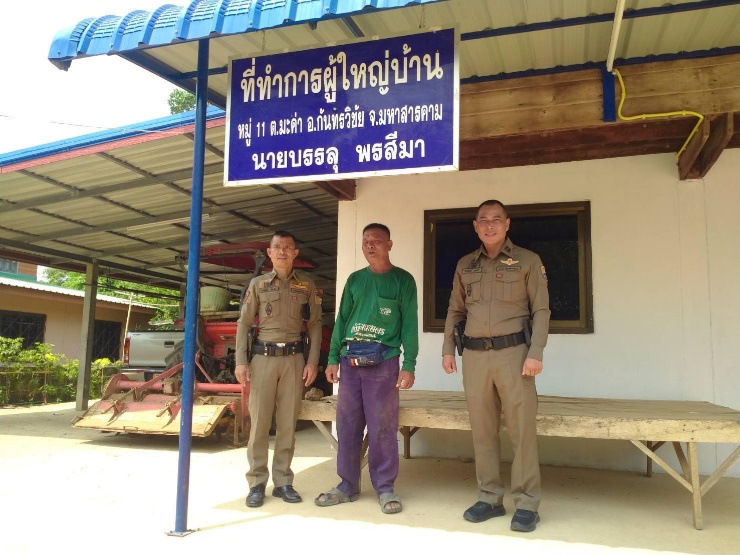 ที่ทำการผู้ใหญ่บ้าน
หมู่ 11 ต.มะค่า อ.กันทรวิชัย จ.มหาสารคาม
นายบรรลุ พรสีมา